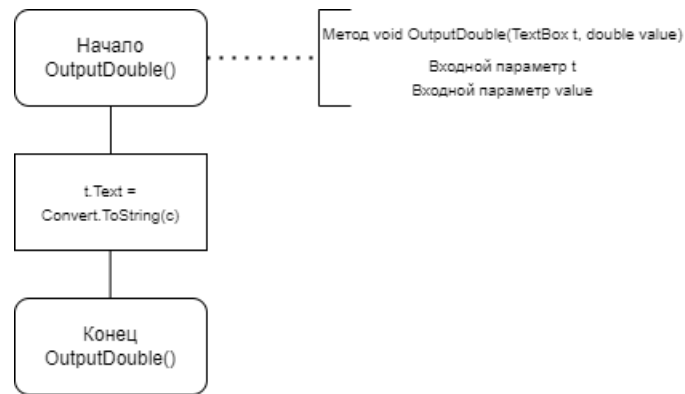 Начало
OutputDouble()
Метод void OutputDouble(TextBox t, double value)
Входной параметр t
Входной параметр value
t.Text =
Convert.ToString(c)
Конец
OutputDouble()